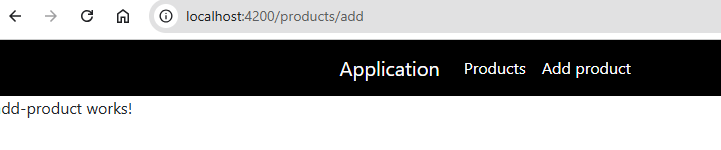 localhost:4200/products/add
Application Products Add product
dd-product works!